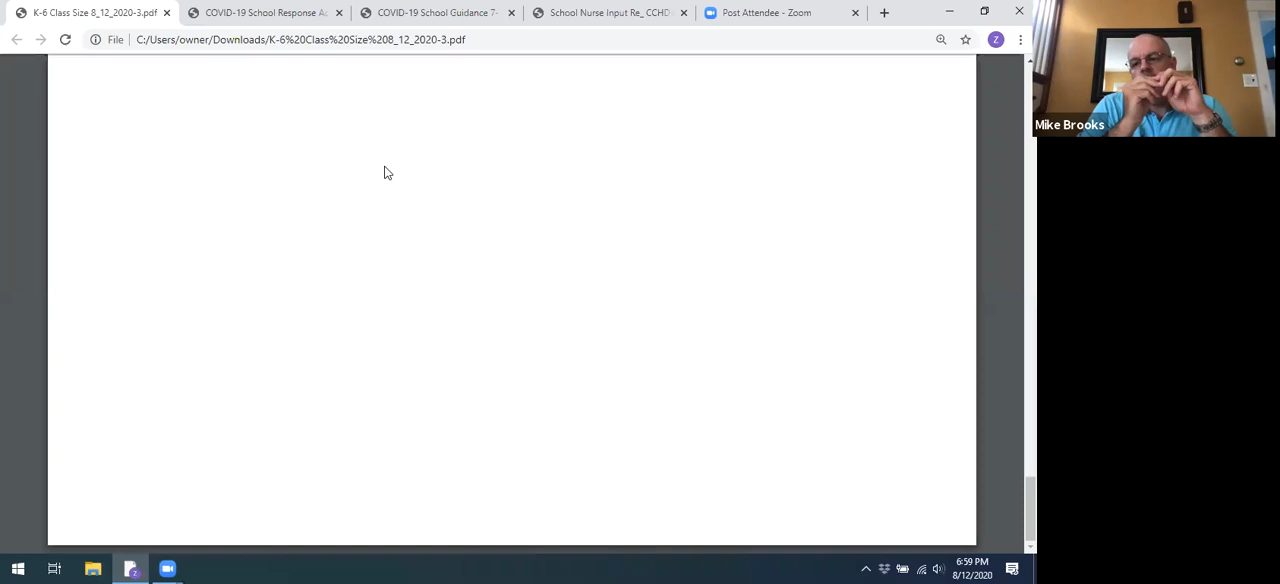 K-6 Class Size 8_12_2020-3.pdf
COVID-19 School Response Ac
COVID-19 School Guidance 7-
School Nurse Input Re_ CCHD
Post Attendee - Zoom
File
C:/Users/owner/Downloads/K-6%20Class%20Size%208_12_2020-3.pdf
Z
Mike Brooks
6:59 PM
8/12/2020